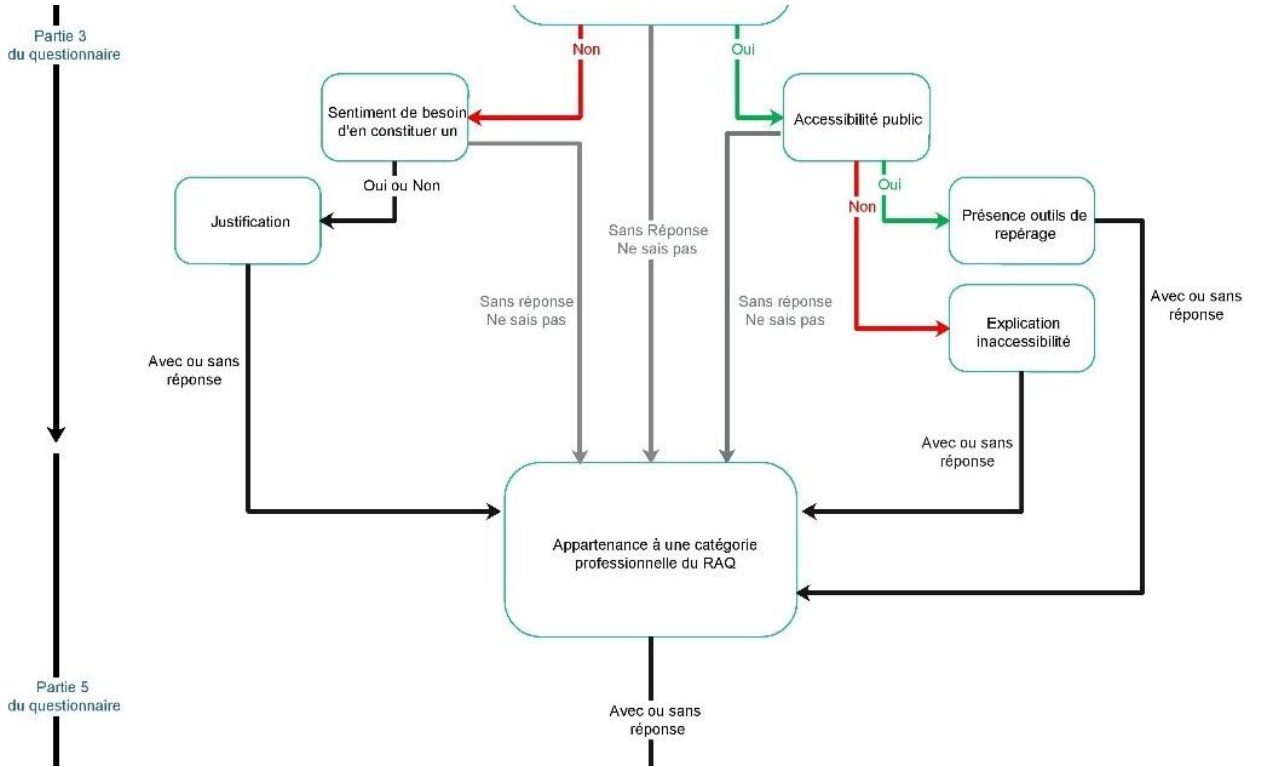 Partie 3
du questionnaire
Non
Oui
Sentiment de besoin
d'en constituer un
Accessibilité public
Oui ou Non
Oui
Non
Justification
Présence outils de
repérage
Sans Réponse
Ne sais pas
Sans réponse
Ne sais pas
Sans réponse
Ne sais pas
Avec ou sans
réponse
Explication
inaccessibilité
Avec ou sans
réponse
Avec ou sans
réponse
Appartenance à une catégorie
professionnelle du RAQ
Partie 5
du questionnaire
Avec ou sans
réponse